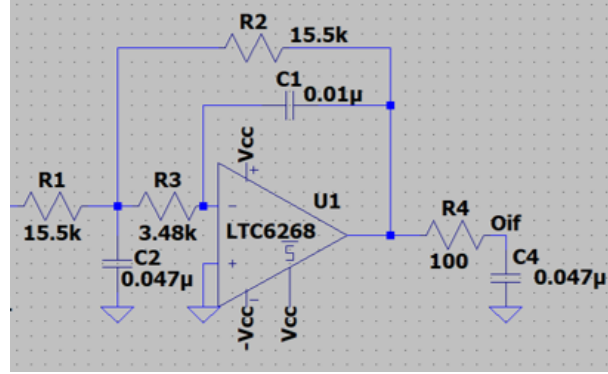 R2
15.5k
C1
0.01µ
Vcc
+
R1
R3
U1
R4
Oif
−
LTC6268
15.5k
3.48k
C2
S
100
C4
0.047µ
+
0.047µ
−
-Vcc
Vcc